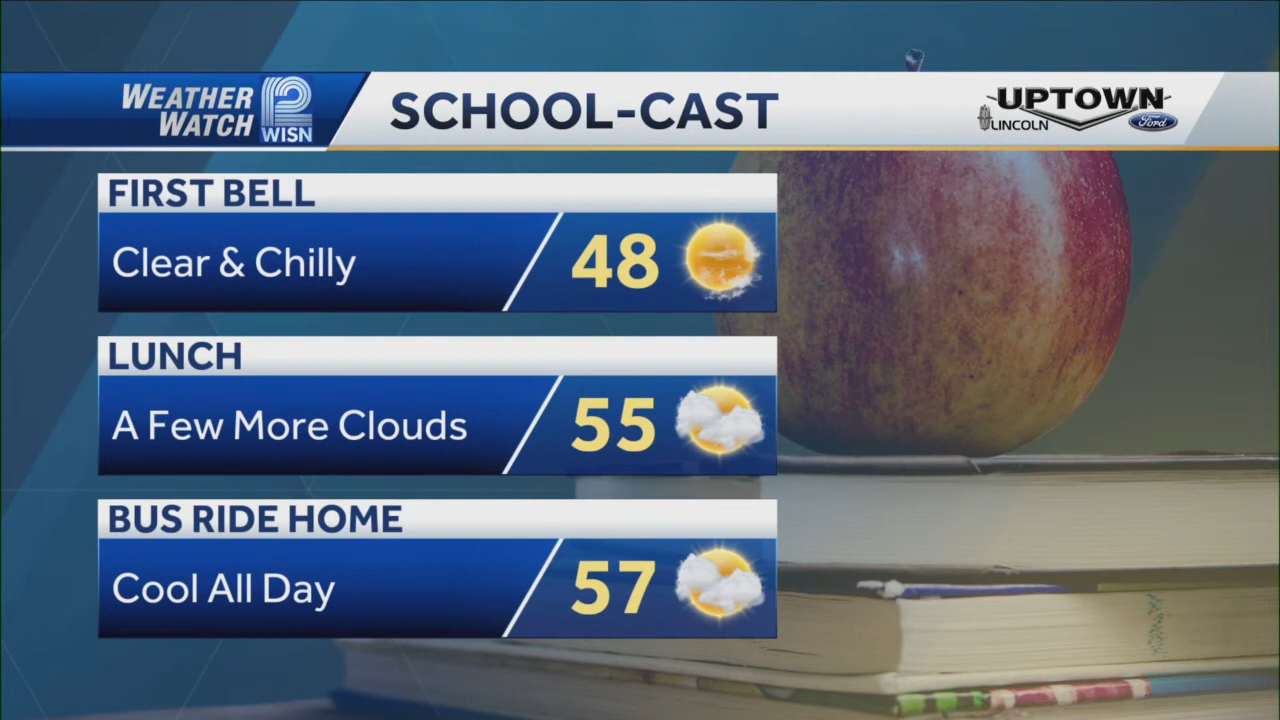 WEATHER
WATCH
12
WISN
SCHOOL-CAST
UPTOWN
LINCOLN
Ford
FIRST BELL
Clear & Chilly
48
LUNCH
A Few More Clouds
55
BUS RIDE HOME
Cool All Day
57